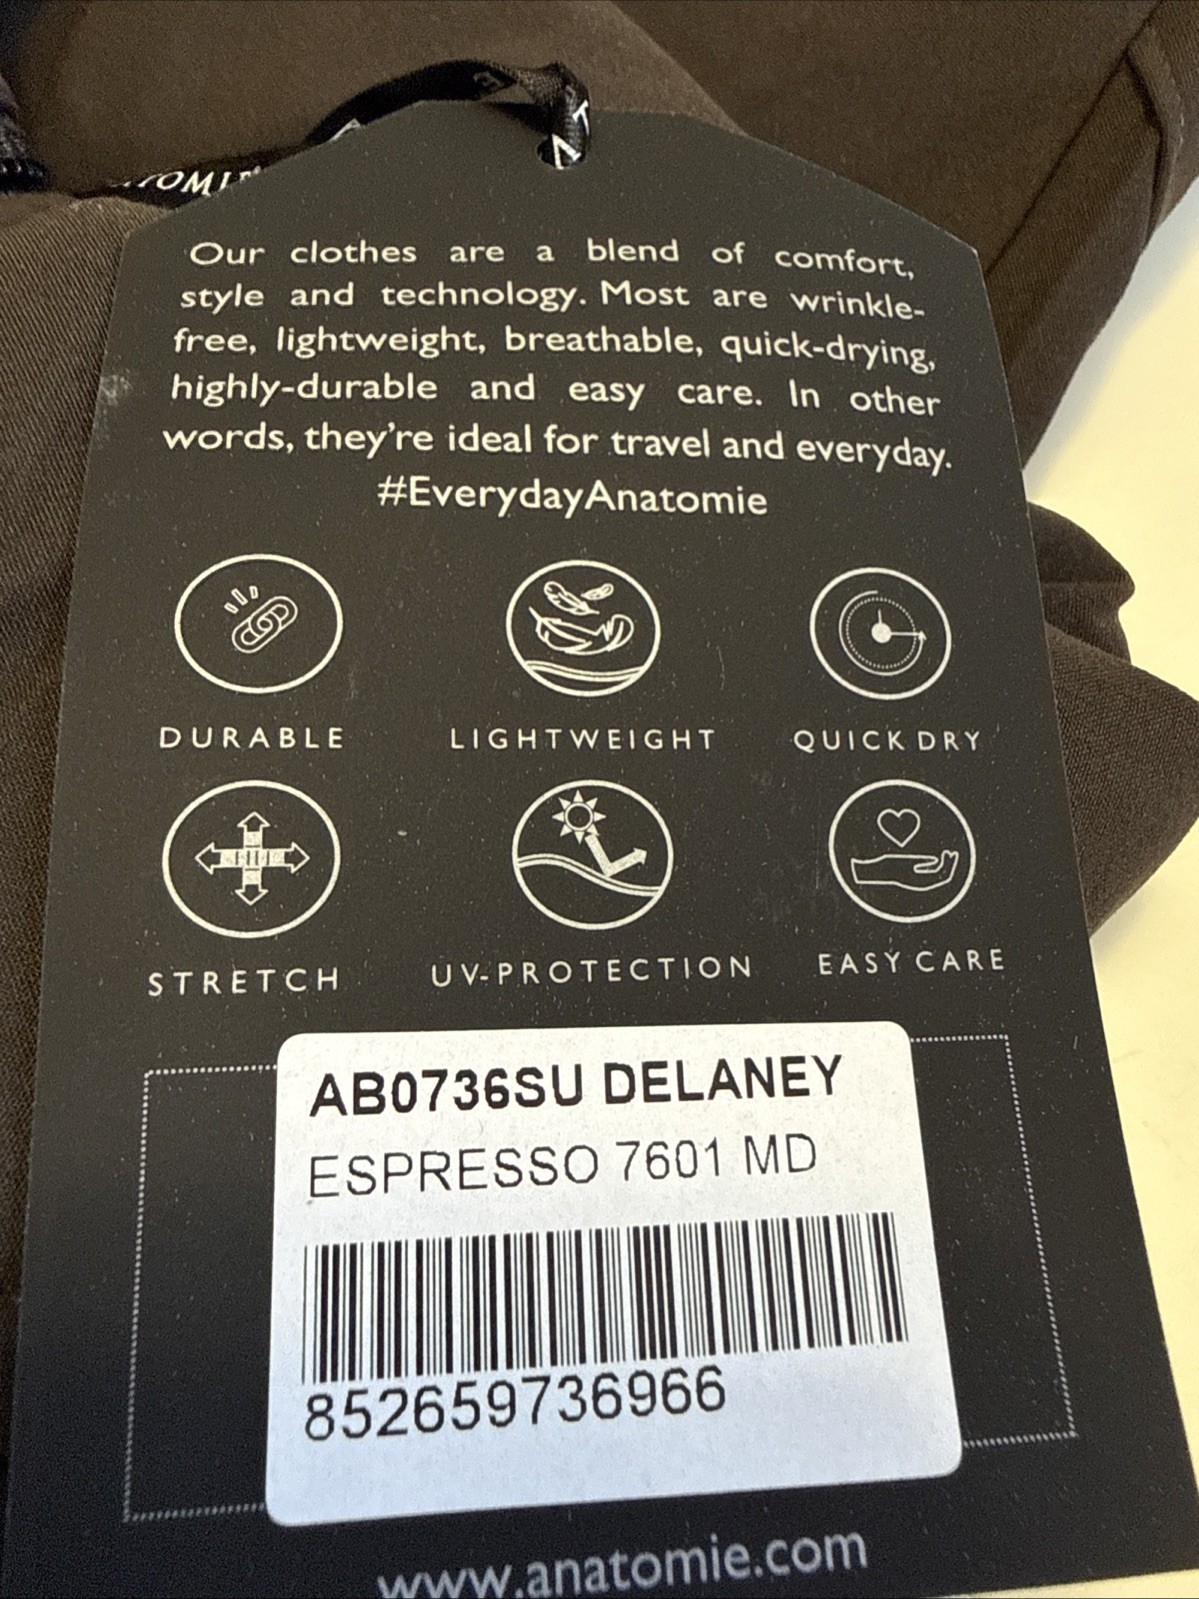 Our clothes are a blend of comfort,
style and technology. Most are wrinkle-
free, lightweight, breathable, quick-drying,
highly-durable and easy care. In other
words, they're ideal for travel and everyday.
#EverydayAnatomie
DURABLE LIGHTWEIGHT QUICK DRY
STRETCH UV-PROTECTION EASY CARE
AB0736SU DELANEY
ESPRESSO 7601 MD
852659736966
www.anatomie.com